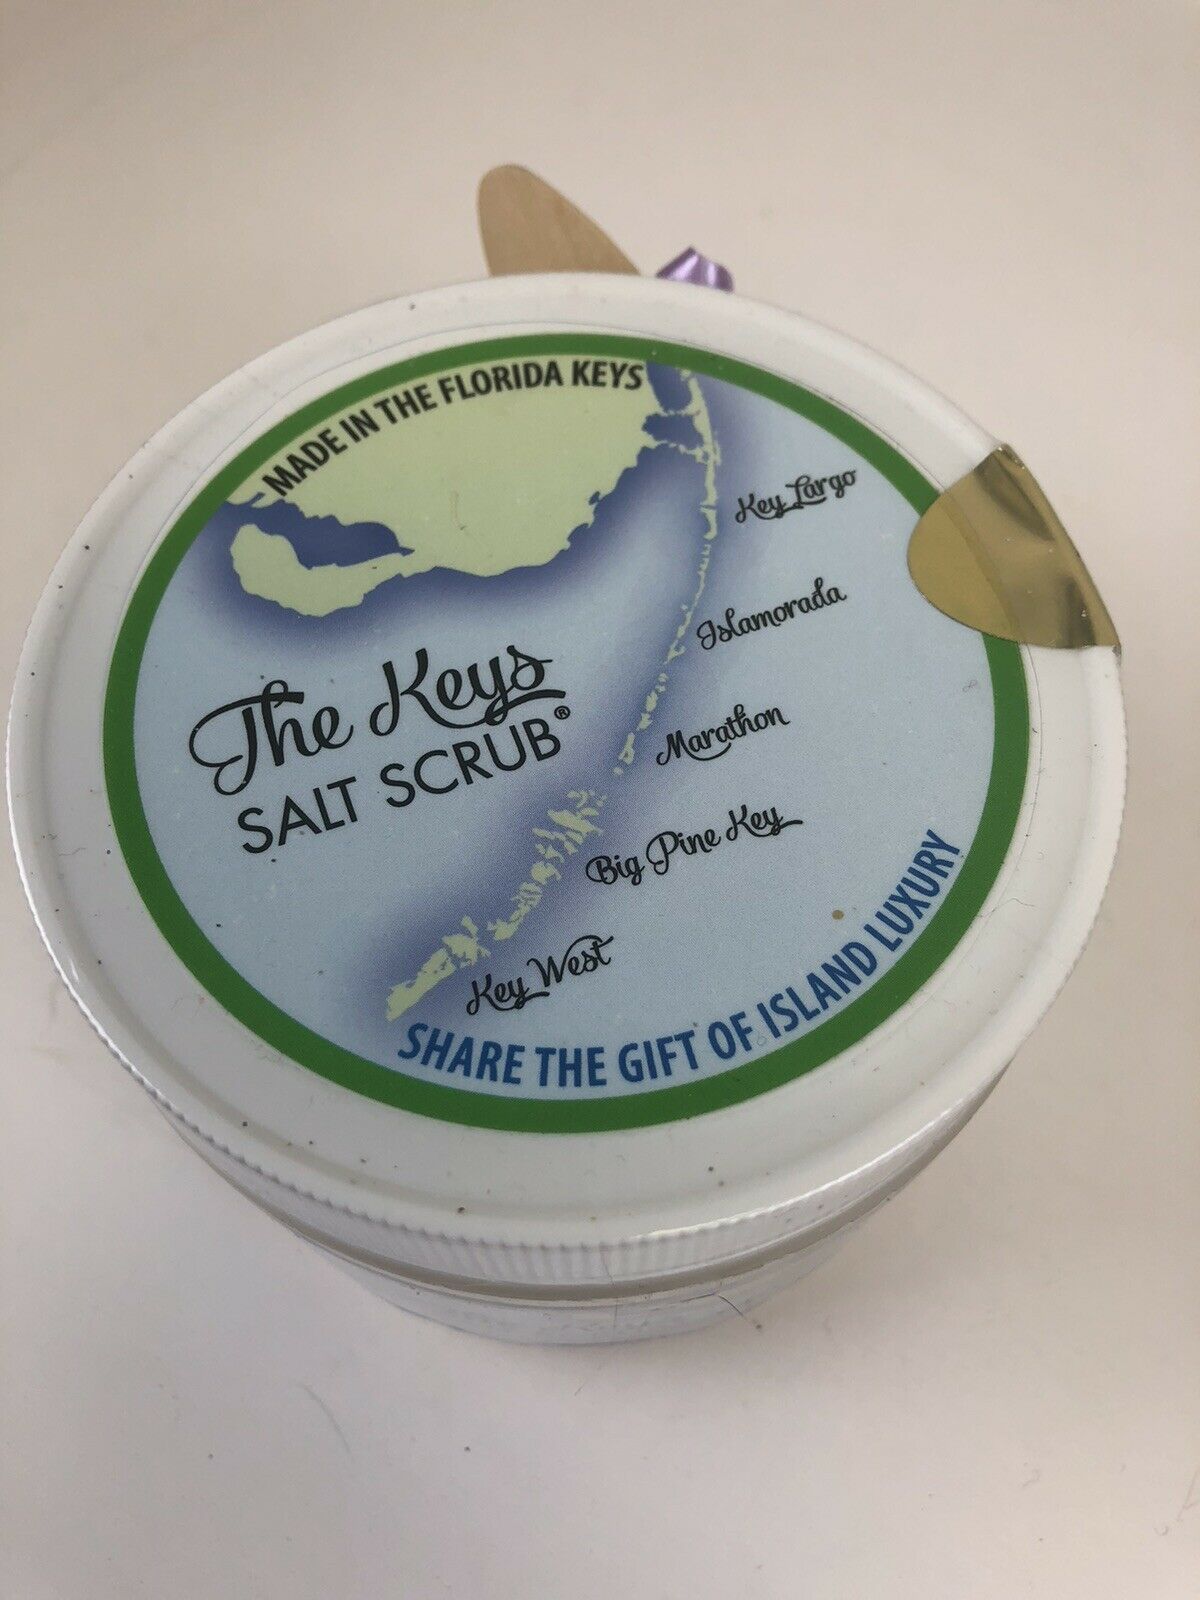 MADE IN THE FLORIDA KEYS
Key Largo
Islamorada
The Keys
SALT SCRUB®
Marathon
Big Pine Key
Key West
SHARE THE GIFT OF ISLAND LUXURY